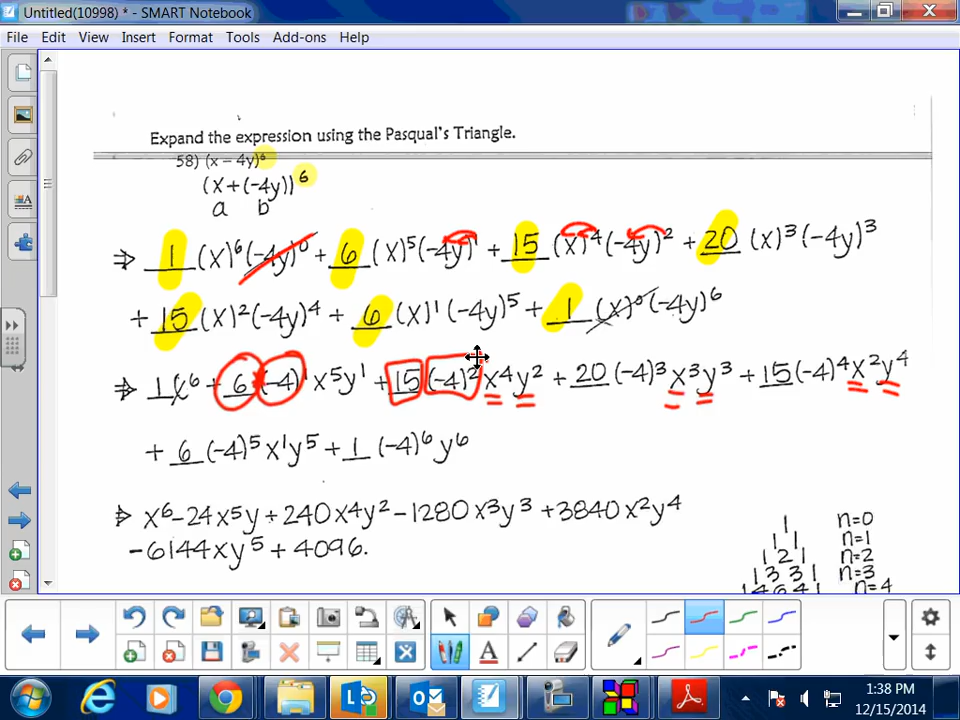 Untitled(10998) * - SMART Notebook
File Edit View Insert Format Tools Add-ons Help
Expand the expression using the Pasqual's Triangle.
58) (x – 4y)⁶
(x+(-4y))⁶
a b
⇒ 1 (x)⁶(-4y)⁰ + 6 (x)⁵(-4y)¹ + 15 (x)⁴(-4y)² + 20 (x)³(-4y)³
+ 15 (x)²(-4y)⁴ + 6 (x)¹(-4y)⁵ + 1 (x)⁰(-4y)⁶
⇒ 1x⁶ + 6 (-4)¹x⁵y¹ + 15 (-4)²x⁴y² + 20 (-4)³x³y³ + 15(-4)⁴x²y⁴
+ 6 (-4)⁵x¹y⁵ + 1 (-4)⁶y⁶
⇒ x⁶-24x⁵y+240x⁴y²-1280x³y³+3840x²y⁴
-6144xy⁵+4096.
1 n=0
1 1 n=1
1 2 1 n=2
1 3 3 1 n=3
1 4 6 4 1 n=4
1:38 PM
12/15/2014